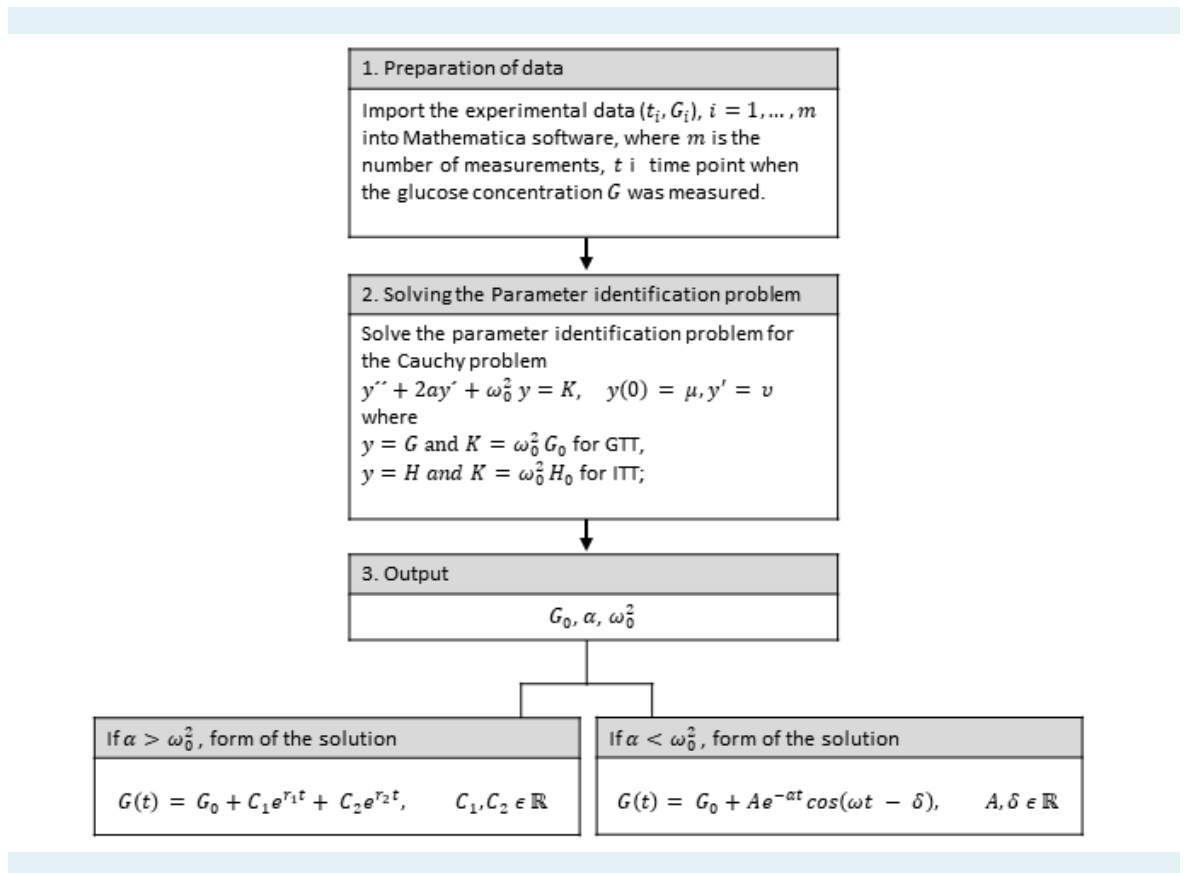 1. Preparation of data
Import the experimental data (tᵢ, Gᵢ), i = 1, … , m
into Mathematica software, where m is the
number of measurements, t i time point when
the glucose concentration G was measured.
2. Solving the Parameter identification problem
Solve the parameter identification problem for
the Cauchy problem
y´´ + 2ay´ + ω₀² y = K, y(0) = μ, y′ = υ
where
y = G and K = ω₀² G₀ for GTT,
y = H and K = ω₀² H₀ for ITT;
3. Output
G₀, α, ω₀²
If α > ω₀², form of the solution
G(t) = G₀ + C₁e^{r₁t} + C₂e^{r₂t}, C₁, C₂ ϵ ℝ
If α < ω₀², form of the solution
G(t) = G₀ + Ae^{−αt} cos(ωt − δ), A, δ ϵ ℝ